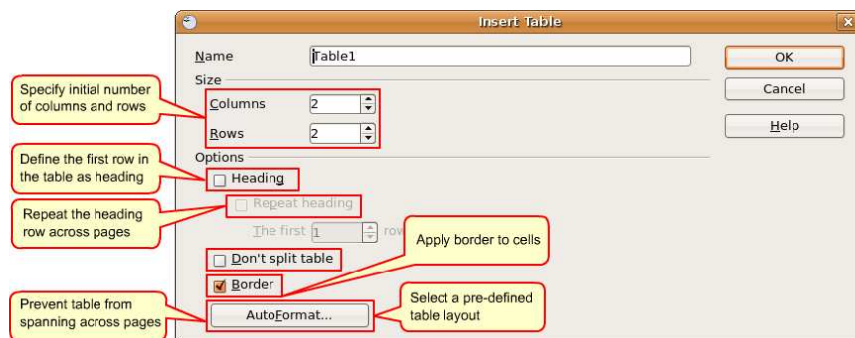 Insert Table
Name
Table1
OK
Size
Cancel
Specify initial number
of columns and rows
Columns
2
Rows
2
Help
Options
Define the first row in
the table as heading
Heading
Repeat the heading
row across pages
Repeat heading
The first
1
row
Apply border to cells
Don't split table
Border
Prevent table from
spanning across pages
AutoFormat...
Select a pre-defined
table layout